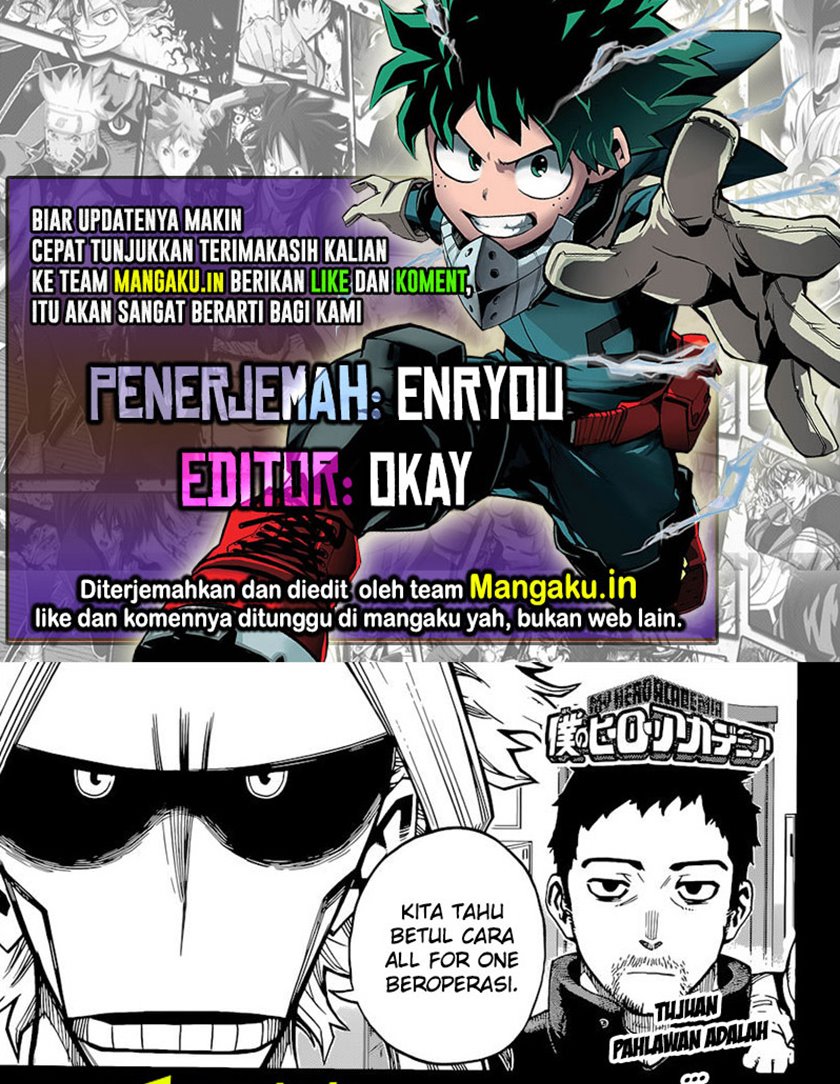 BIAR UPDATENYA MAKIN
CEPAT TUNJUKKAN TERIMAKASIH KALIAN
KE TEAM MANGAKU.IN BERIKAN LIKE DAN KOMENT,
ITU AKAN SANGAT BERARTI BAGI KAMI
PENERJEMAH: ENRYOU
EDITOR: OKAY
Diterjemahkan dan diedit oleh team Mangaku.in
like dan komennya ditunggu di mangaku yah, bukan web lain.
MY HERO ACADEMIA
僕のヒーローアカデミア
KITA TAHU
BETUL CARA
ALL FOR ONE
BEROPERASI.
TUJUAN
PAHLAWAN ADALAH
...